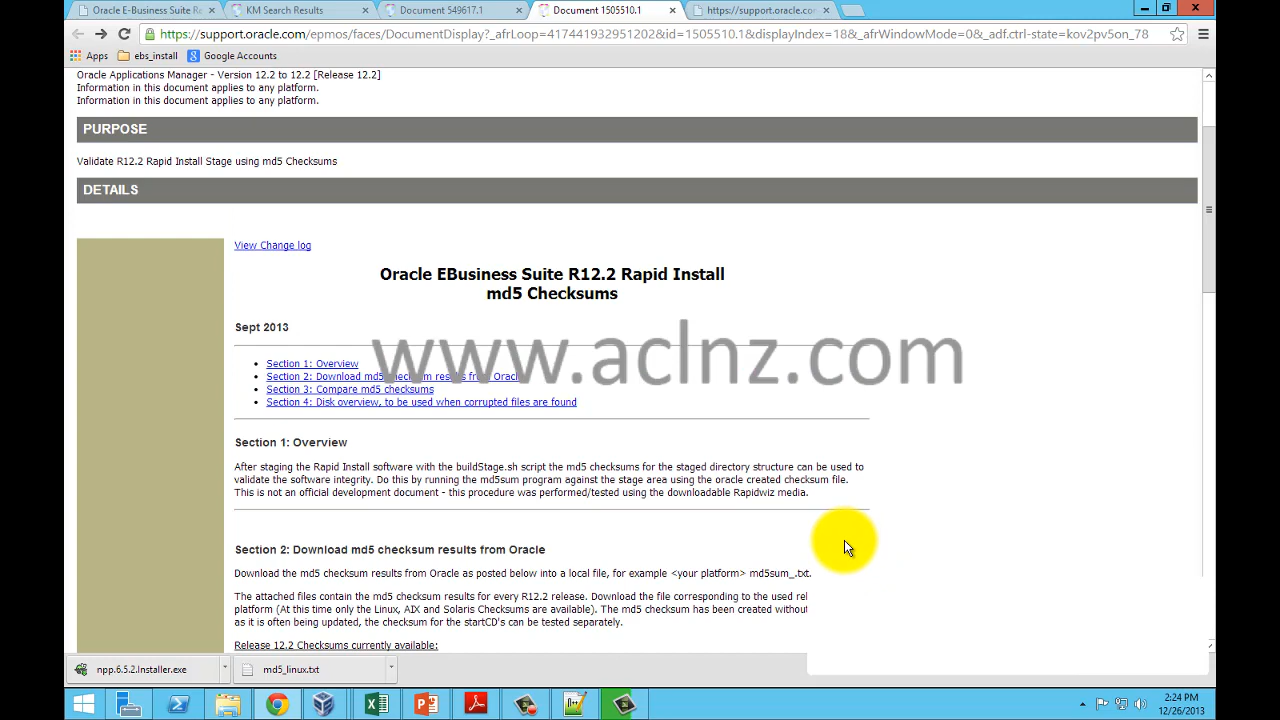 Oracle E-Business Suite Re
KM Search Results
Document 549617.1
Document 1505510.1
https://support.oracle.com/
https://support.oracle.com/epmos/faces/DocumentDisplay?_afrLoop=417441932951202&id=1505510.1&displayIndex=18&_afrWindowMode=0&_adf.ctrl-state=kov2pv5on_78
Apps
ebs_install
Google Accounts
Oracle Applications Manager - Version 12.2 to 12.2 [Release 12.2]
Information in this document applies to any platform.
Information in this document applies to any platform.
PURPOSE
Validate R12.2 Rapid Install Stage using md5 Checksums
DETAILS
View Change log
Oracle EBusiness Suite R12.2 Rapid Install
md5 Checksums
Sept 2013
www.aclnz.com
Section 1: Overview
Section 2: Download md5 checksum results from Oracle
Section 3: Compare md5 checksums
Section 4: Disk overview, to be used when corrupted files are found
Section 1: Overview
After staging the Rapid Install software with the buildStage.sh script the md5 checksums for the staged directory structure can be used to
validate the software integrity. Do this by running the md5sum program against the stage area using the oracle created checksum file.
This is not an official development document - this procedure was performed/tested using the downloadable Rapidwiz media.
Section 2: Download md5 checksum results from Oracle
Download the md5 checksum results from Oracle as posted below into a local file, for example <your platform> md5sum_.txt.
The attached files contain the md5 checksum results for every R12.2 release. Download the file corresponding to the used rel
platform (At this time only the Linux, AIX and Solaris Checksums are available). The md5 checksum has been created without
as it is often being updated, the checksum for the startCD's can be tested separately.
Release 12.2 Checksums currently available:
npp.6.5.2.Installer.exe
md5_linux.txt
2:24 PM
12/26/2013